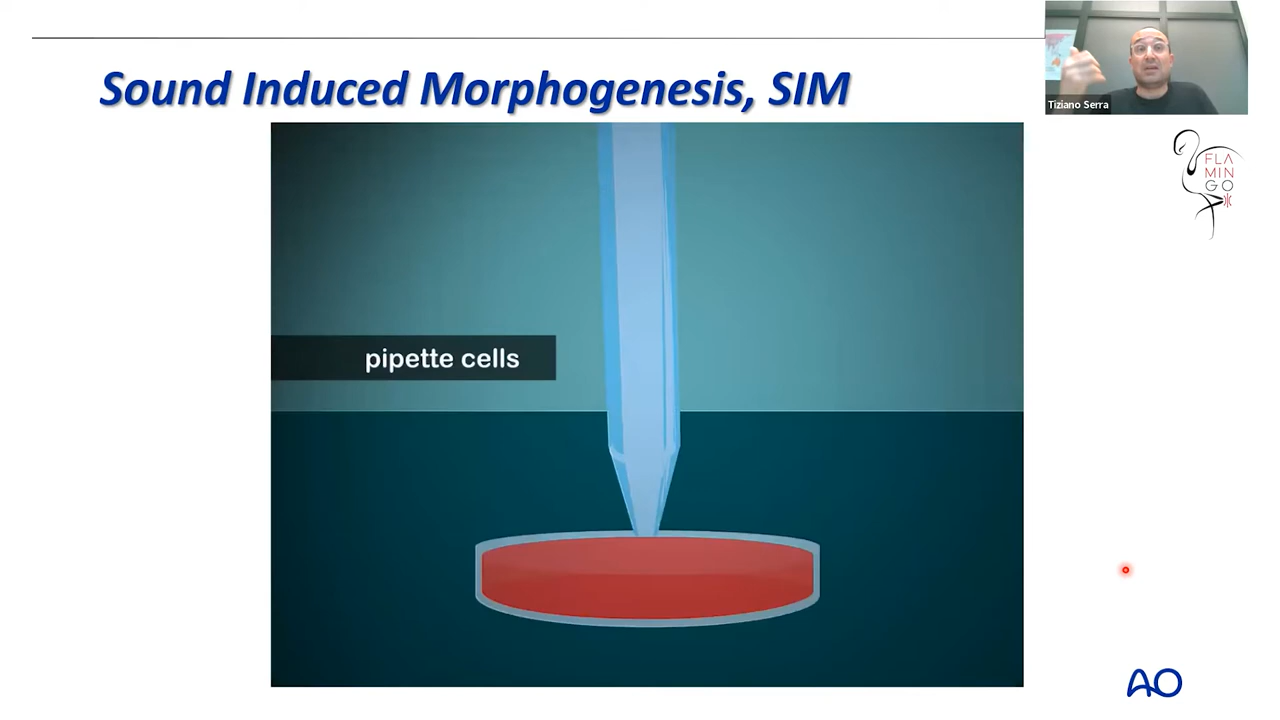 Sound Induced Morphogenesis, SIM
Tiziano Serra
FLA
MIN
GO
pipette cells
AO